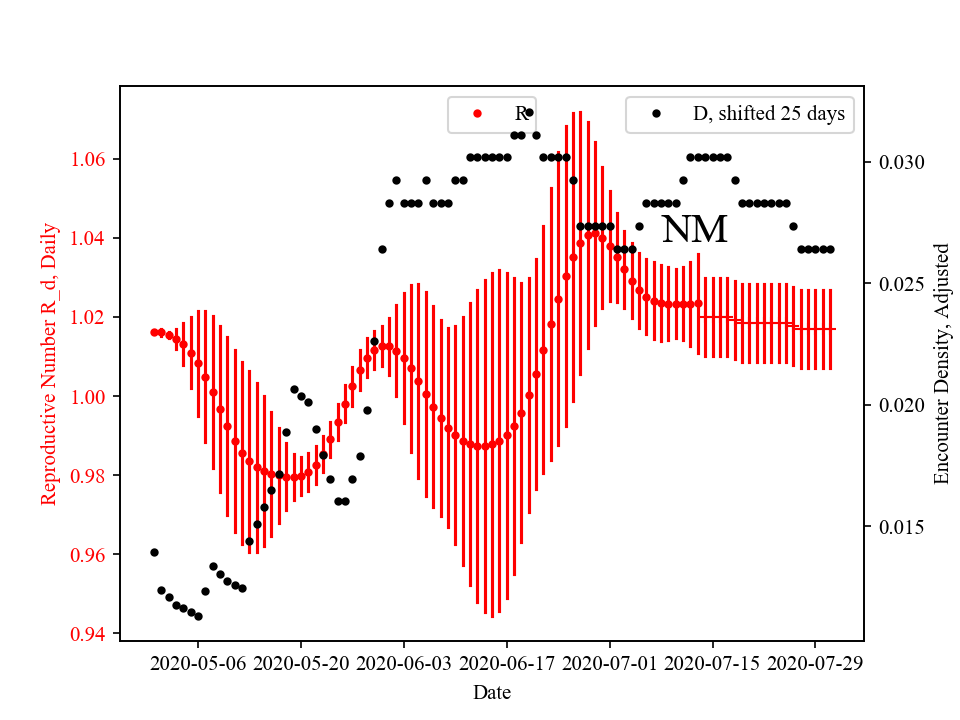 R
D, shifted 25 days
1.06
1.04
1.02
1.00
0.98
0.96
0.94
Reproductive Number R_d, Daily
NM
0.030
0.025
0.020
0.015
Encounter Density, Adjusted
2020-05-06 2020-05-20 2020-06-03 2020-06-17 2020-07-01 2020-07-15 2020-07-29
Date